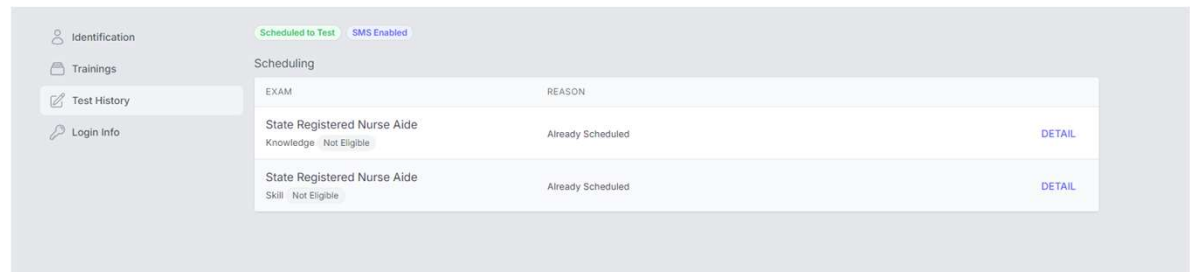 Identification
Trainings
Test History
Login Info
Scheduled to Test SMS Enabled
Scheduling
EXAM REASON
State Registered Nurse Aide
Knowledge Not Eligible
Already Scheduled
DETAIL
State Registered Nurse Aide
Skill Not Eligible
Already Scheduled
DETAIL